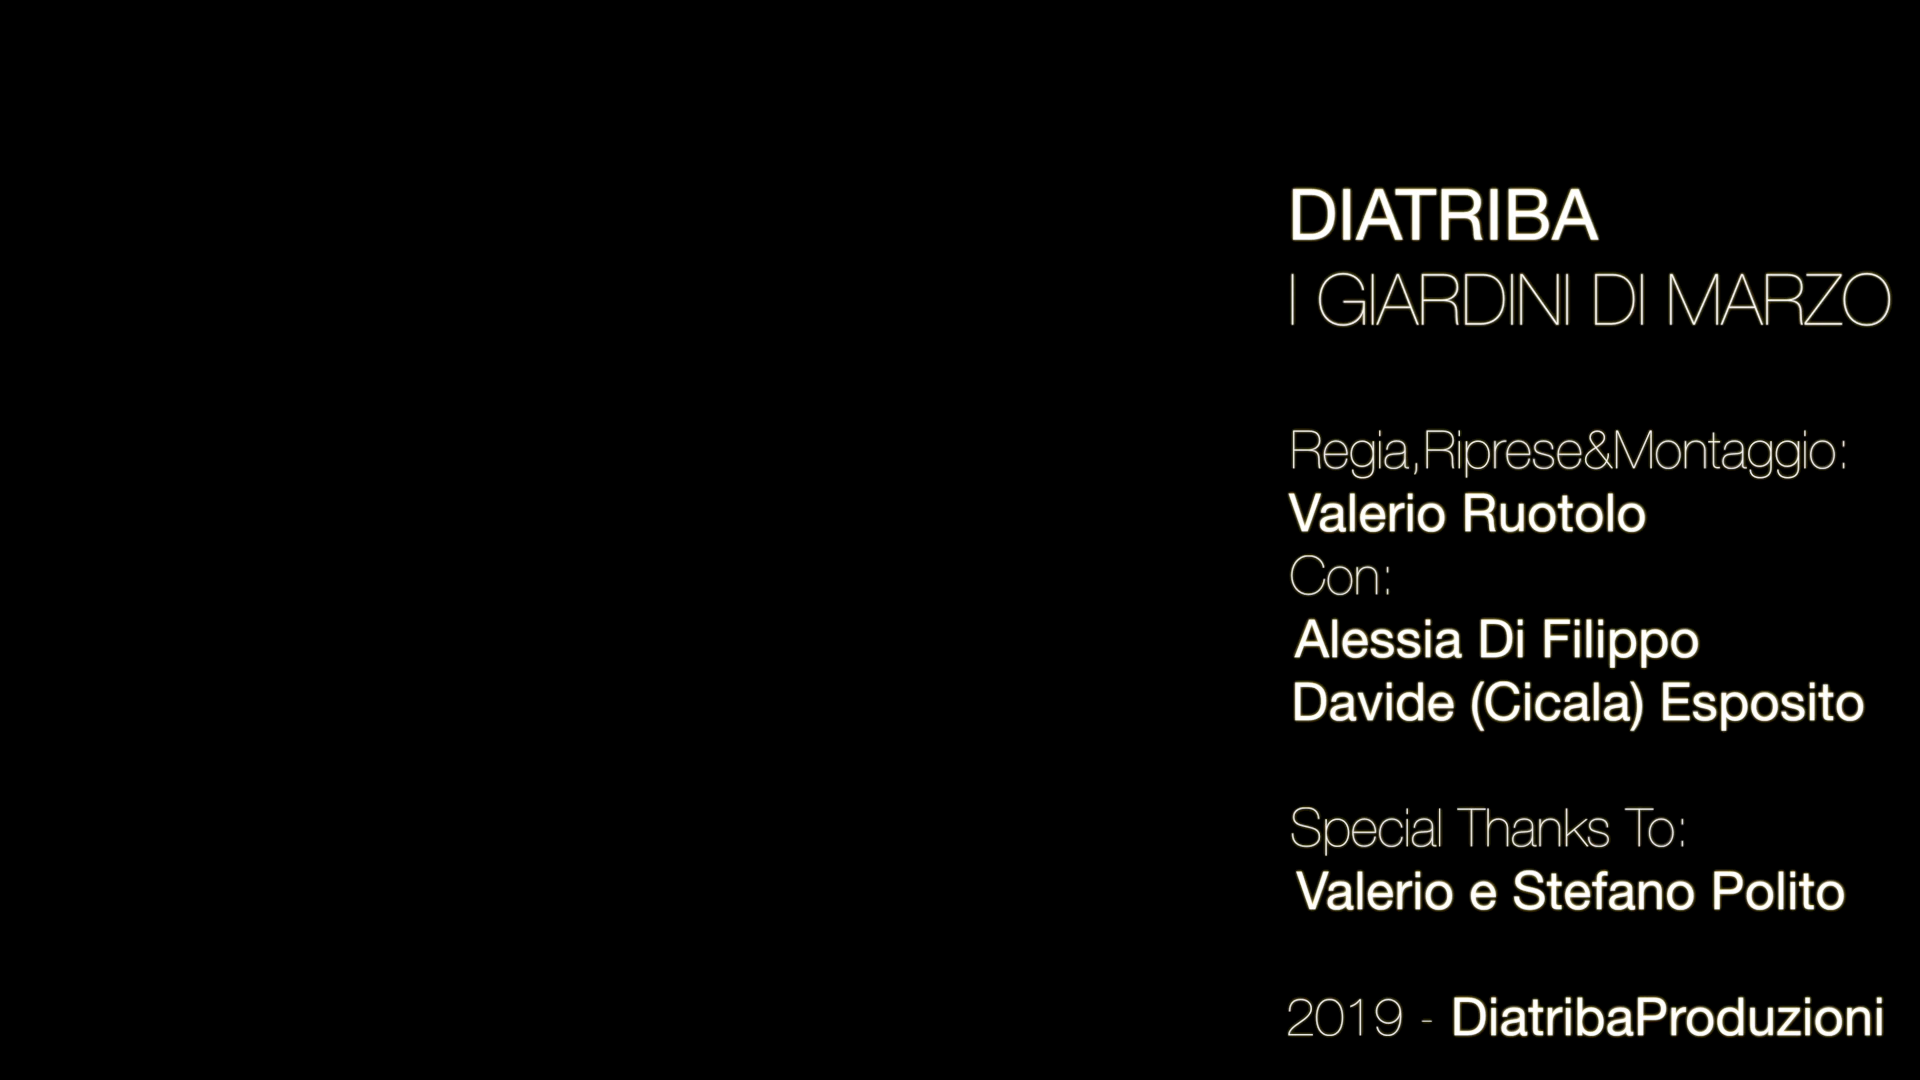 DIATRIBA
I GIARDINI DI MARZO
Regia,Riprese&Montaggio:
Valerio Ruotolo
Con:
Alessia Di Filippo
Davide (Cicala) Esposito
Special Thanks To:
Valerio e Stefano Polito
2019 - DiatribaProduzioni